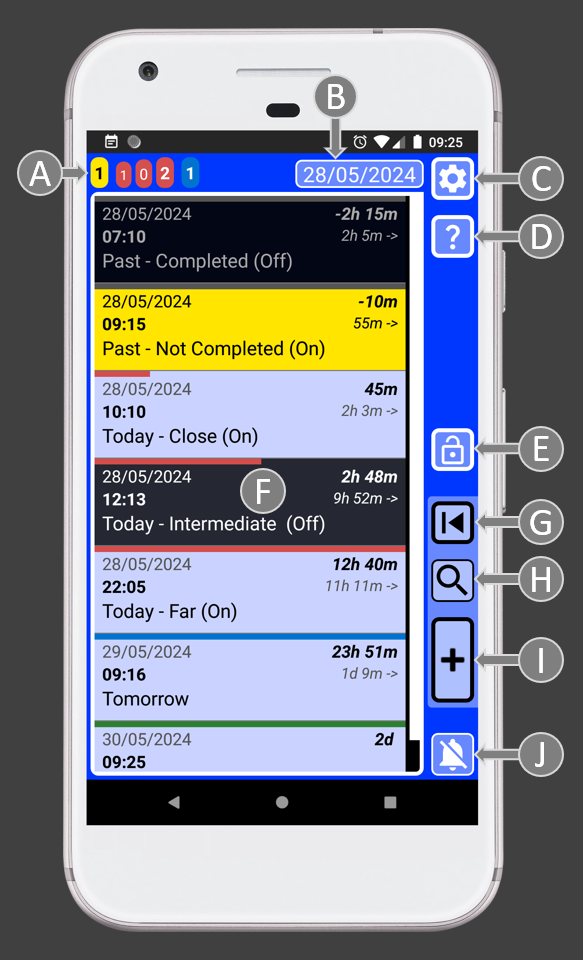 B
09:25
A
1 1 0 2 1
28/05/2024
C
28/05/2024 -2h 15m
07:10 2h 5m ->
Past - Completed (Off)
?
D
28/05/2024 -10m
09:15 55m ->
Past - Not Completed (On)
28/05/2024 45m
10:10 2h 3m ->
Today - Close (On)
E
28/05/2024 2h 48m
12:13 9h 52m ->
F
Today - Intermediate (Off)
G
28/05/2024 12h 40m
22:05 11h 11m ->
Today - Far (On)
H
29/05/2024 23h 51m
09:16 1d 9m ->
Tomorrow
+
I
30/05/2024 2d
09:25
J